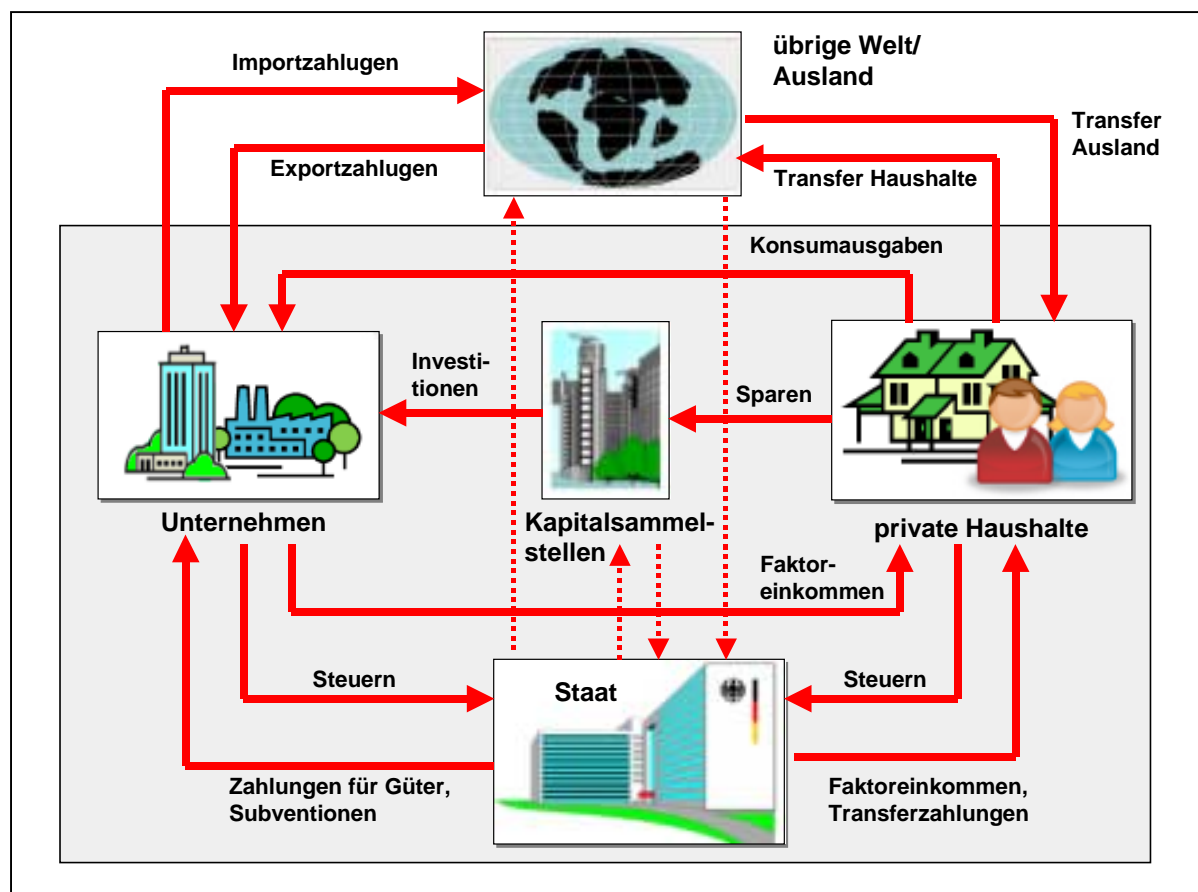 Importzahlugen
übrige Welt/
Ausland
Transfer
Ausland
Exportzahlugen
Transfer Haushalte
Konsumausgaben
Investi-
tionen
Sparen
Unternehmen
Kapitalsammel-
stellen
private Haushalte
Faktor-
einkommen
Steuern
Staat
Steuern
Zahlungen für Güter,
Subventionen
Faktoreinkommen,
Transferzahlungen